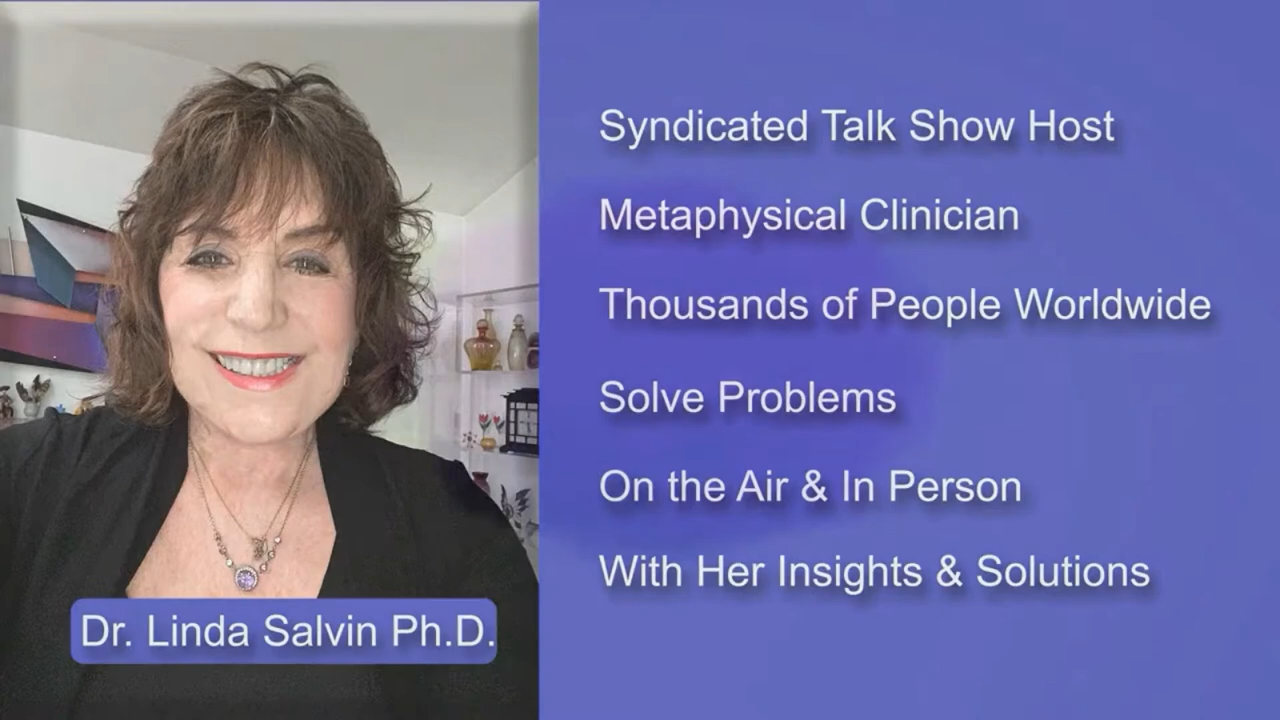 Syndicated Talk Show Host
Metaphysical Clinician
Thousands of People Worldwide
Solve Problems
On the Air & In Person
With Her Insights & Solutions
Dr. Linda Salvin Ph.D.